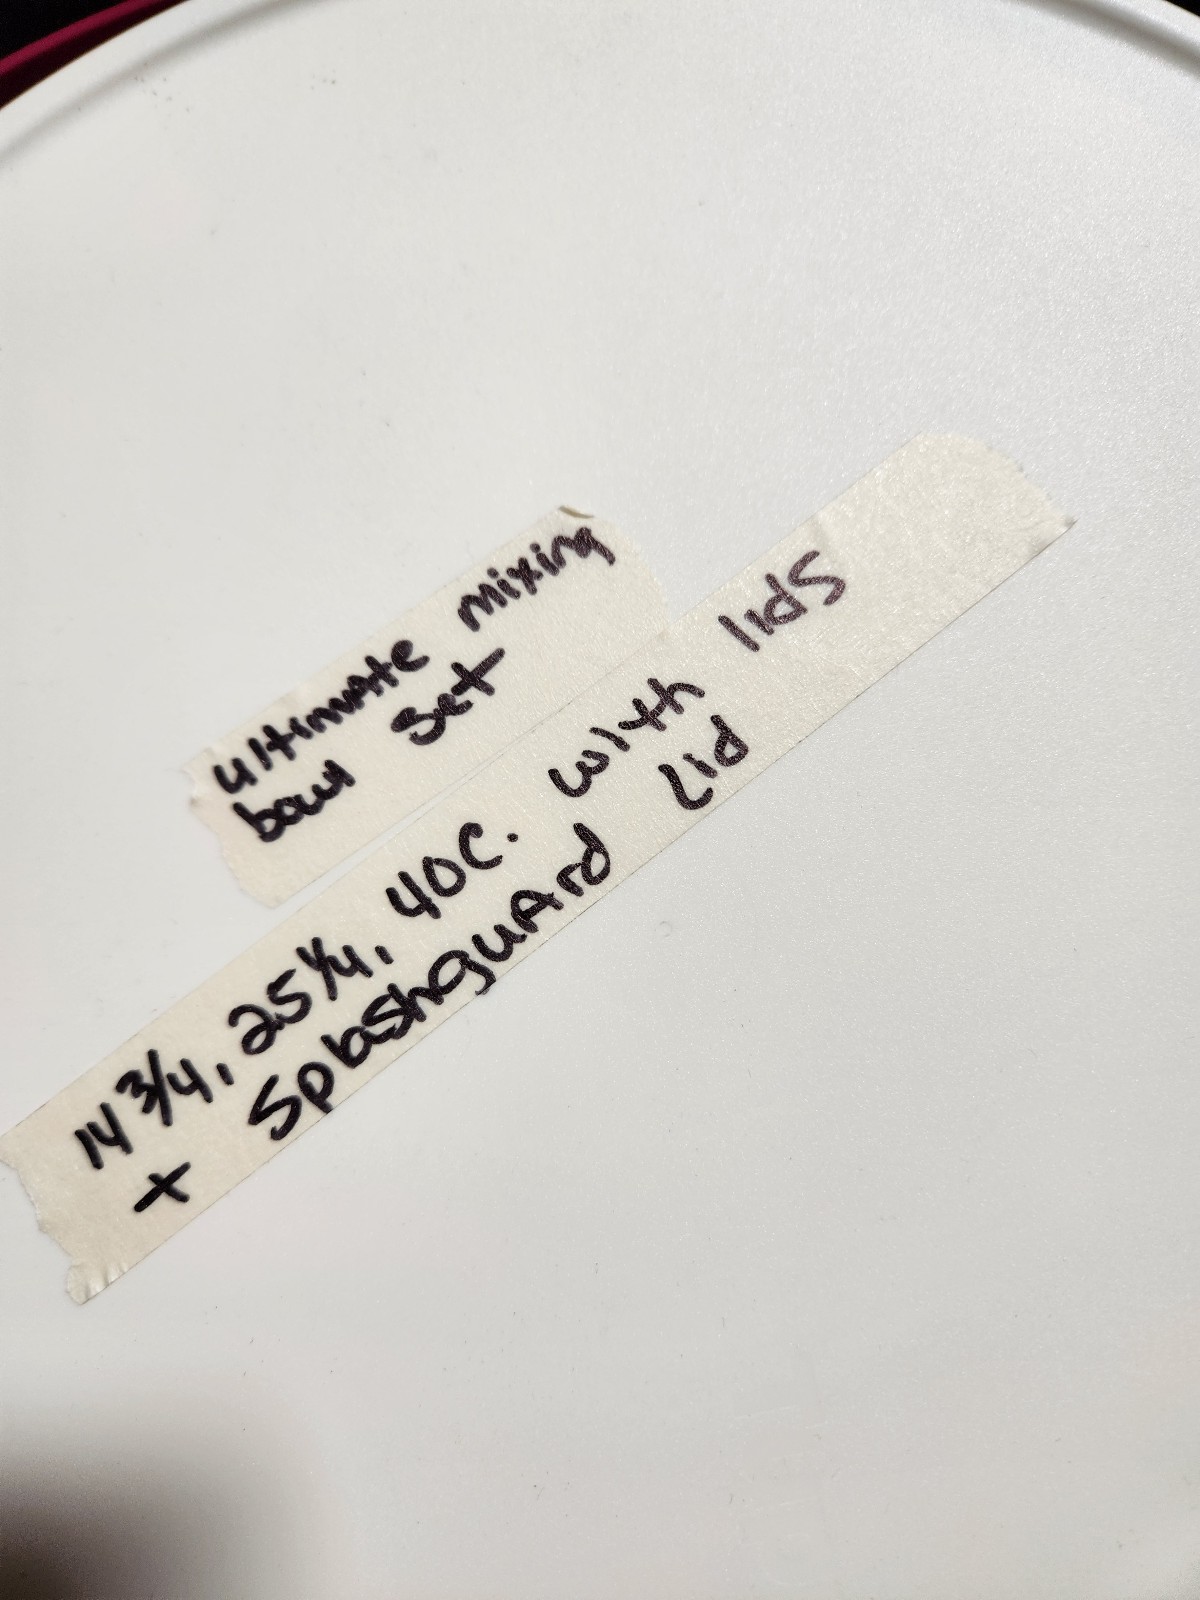 ultimate mixing
bowl set
14 3/4, 25 1/4, 40c. with lids
+ Splashguard Lid